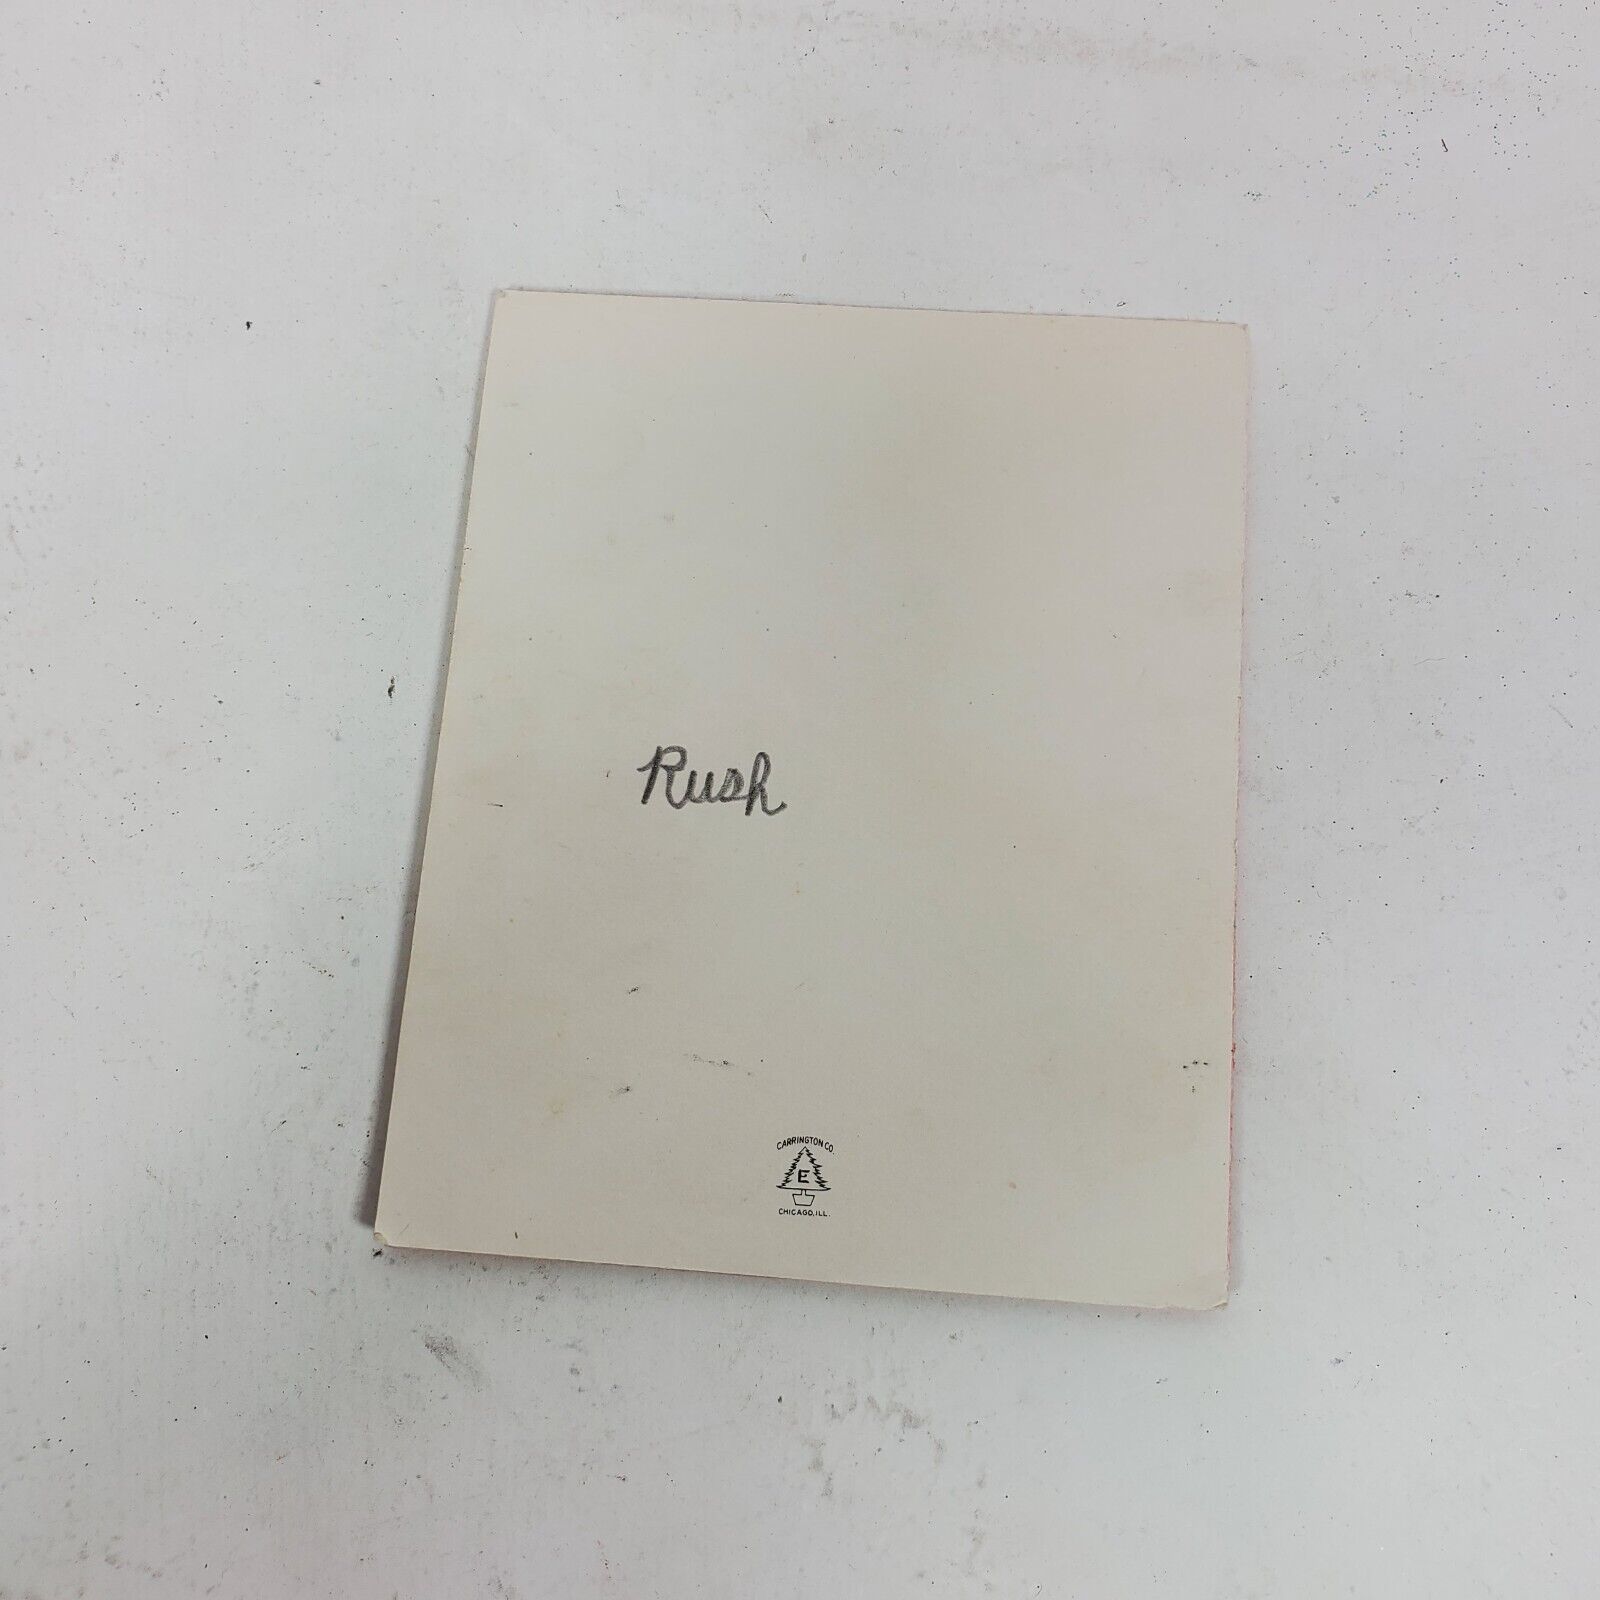 Rush
CARRINGTON CO.
E
CHICAGO, ILL.